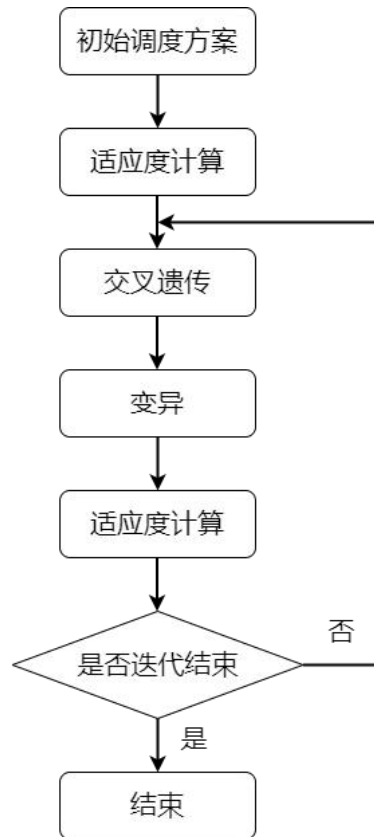 初始调度方案
适应度计算
交叉遗传
变异
适应度计算
是否迭代结束
否
是
结束